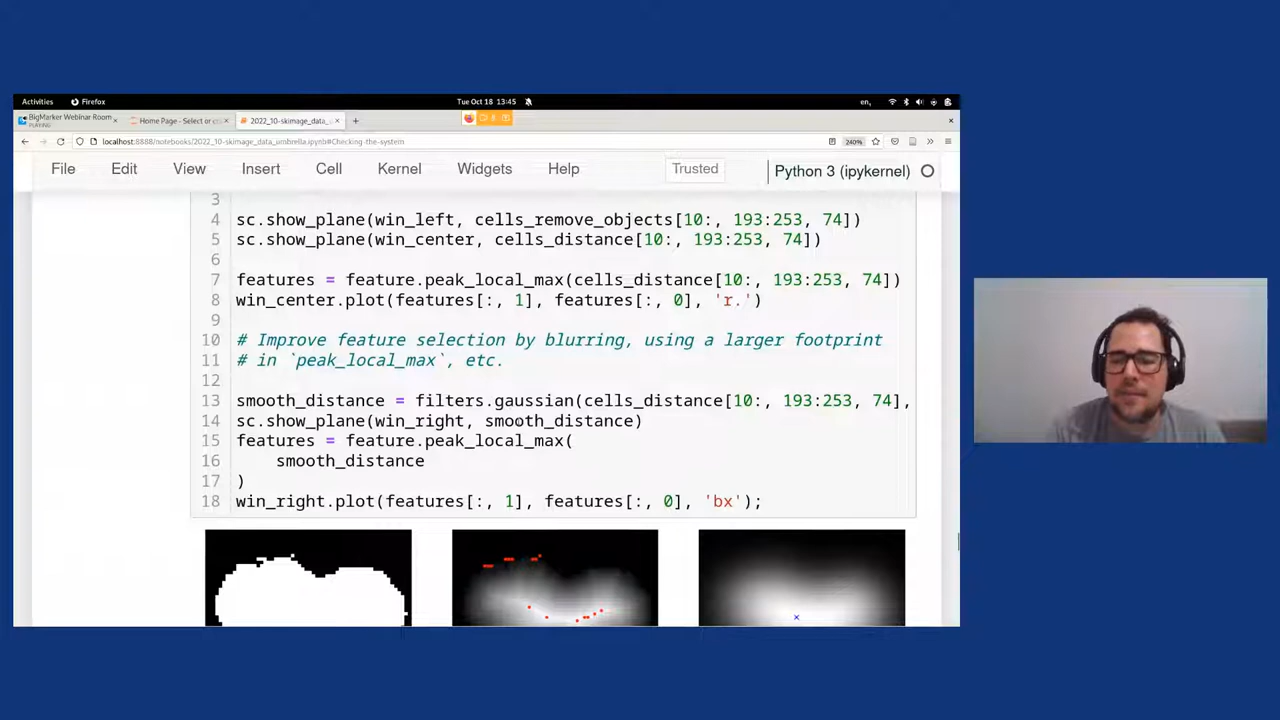 Activities Firefox Tue Oct 18 13:45 en,
BigMarker Webinar Room Home Page - Select or cr 2022_10-skimage_data_
PLAYING
localhost:8888/notebooks/2022_10-skimage_data_umbrella.ipynb#Checking-the-system 240%
File Edit View Insert Cell Kernel Widgets Help Trusted Python 3 (ipykernel)
3
4 sc.show_plane(win_left, cells_remove_objects[10:, 193:253, 74])
5 sc.show_plane(win_center, cells_distance[10:, 193:253, 74])
6
7 features = feature.peak_local_max(cells_distance[10:, 193:253, 74])
8 win_center.plot(features[:, 1], features[:, 0], 'r.')
9
10 # Improve feature selection by blurring, using a larger footprint
11 # in `peak_local_max`, etc.
12
13 smooth_distance = filters.gaussian(cells_distance[10:, 193:253, 74],
14 sc.show_plane(win_right, smooth_distance)
15 features = feature.peak_local_max(
16 smooth_distance
17 )
18 win_right.plot(features[:, 1], features[:, 0], 'bx');